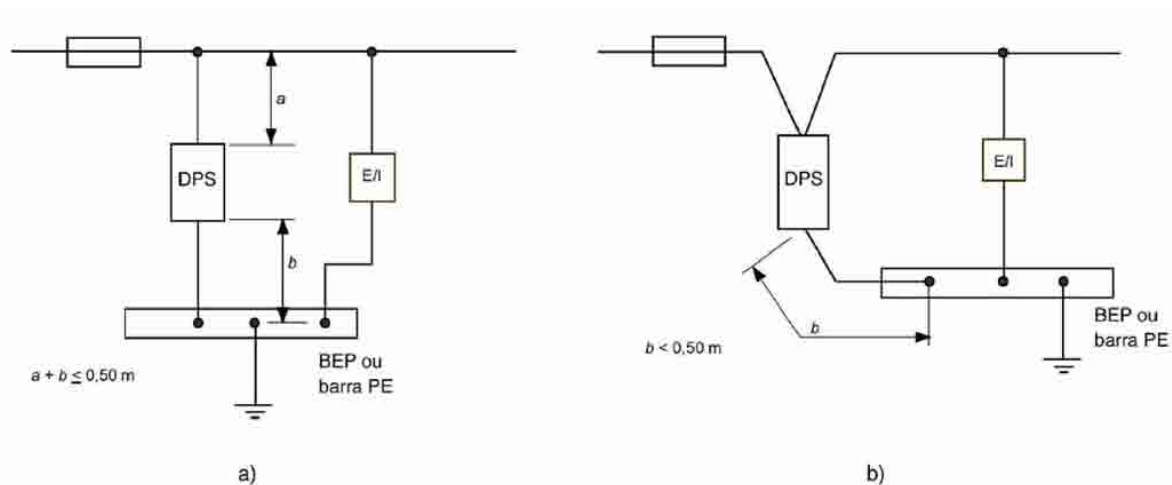 a
DPS
E/I
b
BEP ou
barra PE
a + b ≤ 0,50 m
a)
DPS
E/I
b
BEP ou
barra PE
b < 0,50 m
b)